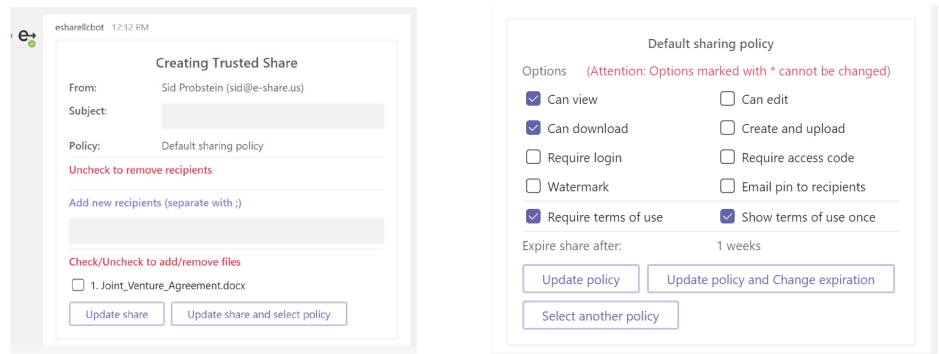 esharellcbot 12:12 PM
Creating Trusted Share
From: Sid Probstein (sid@e-share.us)
Subject:
Policy: Default sharing policy
Uncheck to remove recipients
Add new recipients (separate with ;)
Check/Uncheck to add/remove files
1. Joint_Venture_Agreement.docx
Update share Update share and select policy
Default sharing policy
Options (Attention: Options marked with * cannot be changed)
Can view Can edit
Can download Create and upload
Require login Require access code
Watermark Email pin to recipients
Require terms of use Show terms of use once
Expire share after: 1 weeks
Update policy Update policy and Change expiration
Select another policy